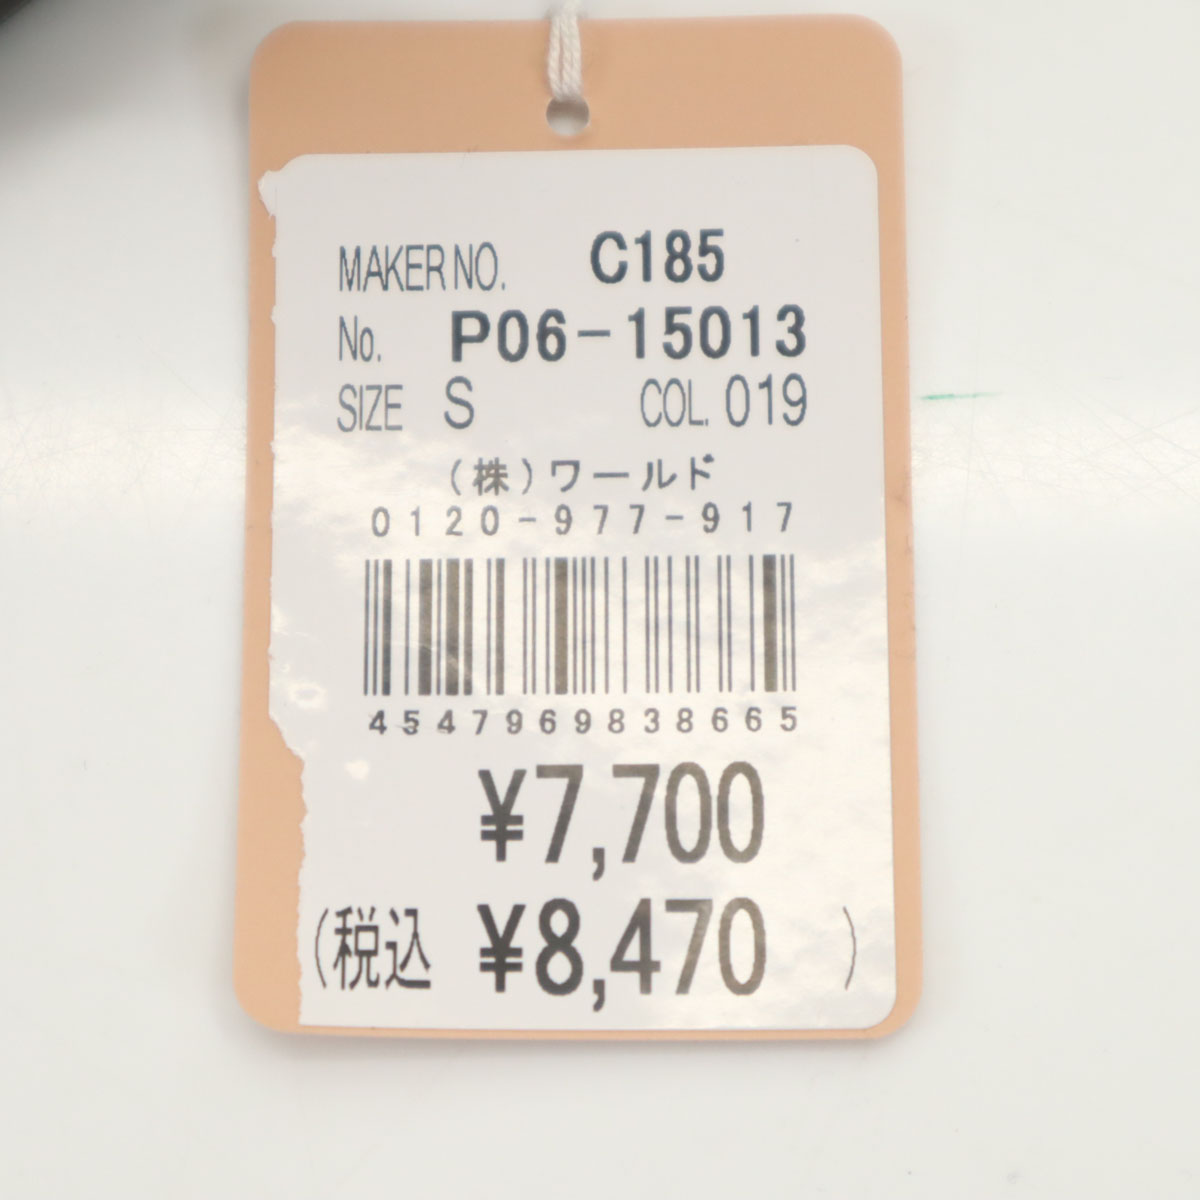 MAKER NO. C185
No. P06-15013
SIZE S COL. 019
(株)ワールド
0120-977-917
4547969838665
¥7,700
(税込 ¥8,470 )